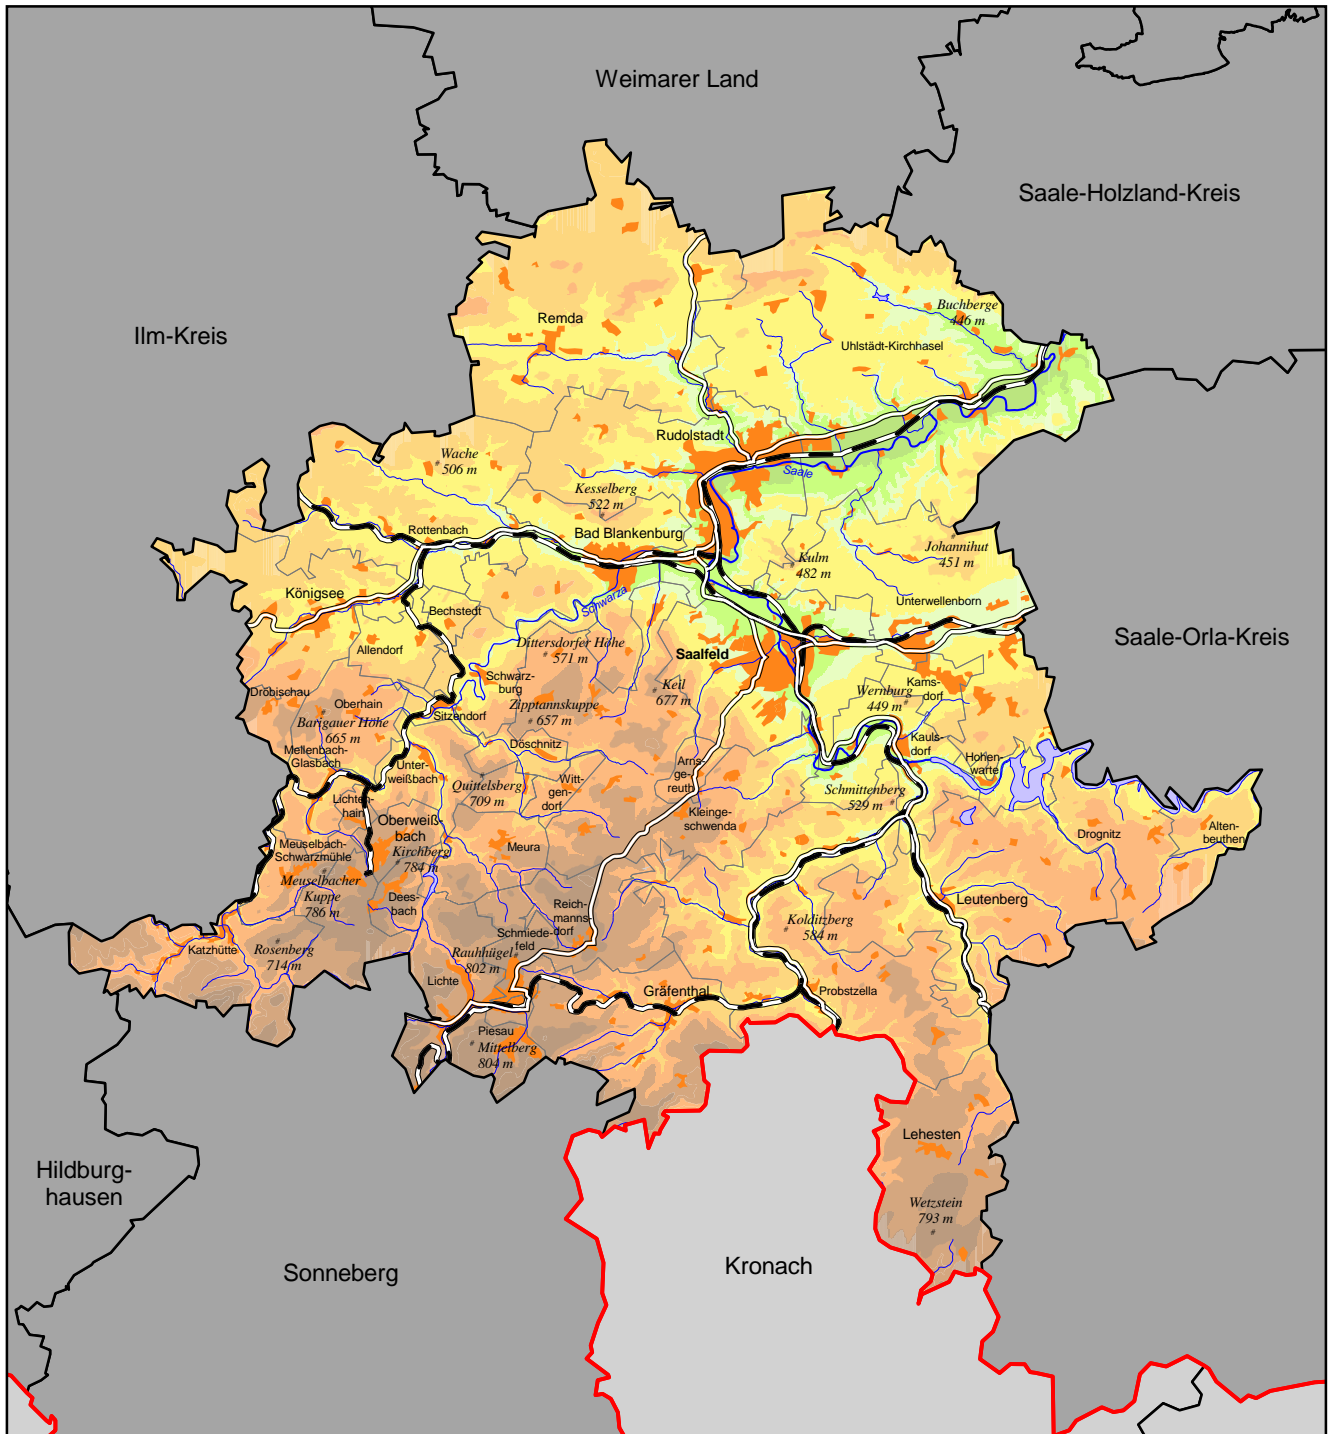 Weimarer Land
Saale-Holzland-Kreis
Ilm-Kreis
Buchberge
446 m
Remda
Uhlstädt-Kirchhasel
Rudolstadt
Wache
506 m
Saale
Kesselberg
522 m
Rottenbach
Bad Blankenburg
Kulm
482 m
Johannihut
451 m
Königsee
Schwarza
Unterwellenborn
Bechstedt
Saale-Orla-Kreis
Allendorf
Dittersdorfer Höhe
571 m
Saalfeld
Dröbischau
Schwarz-
burg
Keil
677 m
Kams-
dorf
Wernburg
449 m
Oberhain
Barigauer Höhe
665 m
Sitzendorf
Zipptannskuppe
657 m
Mellenbach-
Glasbach
Döschnitz
Kauls-
dorf
Unter-
weißbach
Quittelsberg
709 m
Witt-
gen-
dorf
Arns-
ge-
reuth
Hohen-
warte
Schmittenberg
529 m
Lichten-
hain
Oberweiß-
bach
Kirchberg
784 m
Kleinge-
schwenda
Drognitz
Alten-
beuthen
Meuselbach-
Schwarzmühle
Meura
Meuselbacher
Kuppe
786 m
Dees-
bach
Reich-
manns-
dorf
Leutenberg
Kolditzberg
584 m
Schmiede-
feld
Katzhütte
Rosenberg
714 m
Rauhhügel
802 m
Lichte
Gräfenthal
Probstzella
Piesau
Mittelberg
804 m
Lehesten
Hildburg-
hausen
Wetzstein
793 m
Sonneberg
Kronach